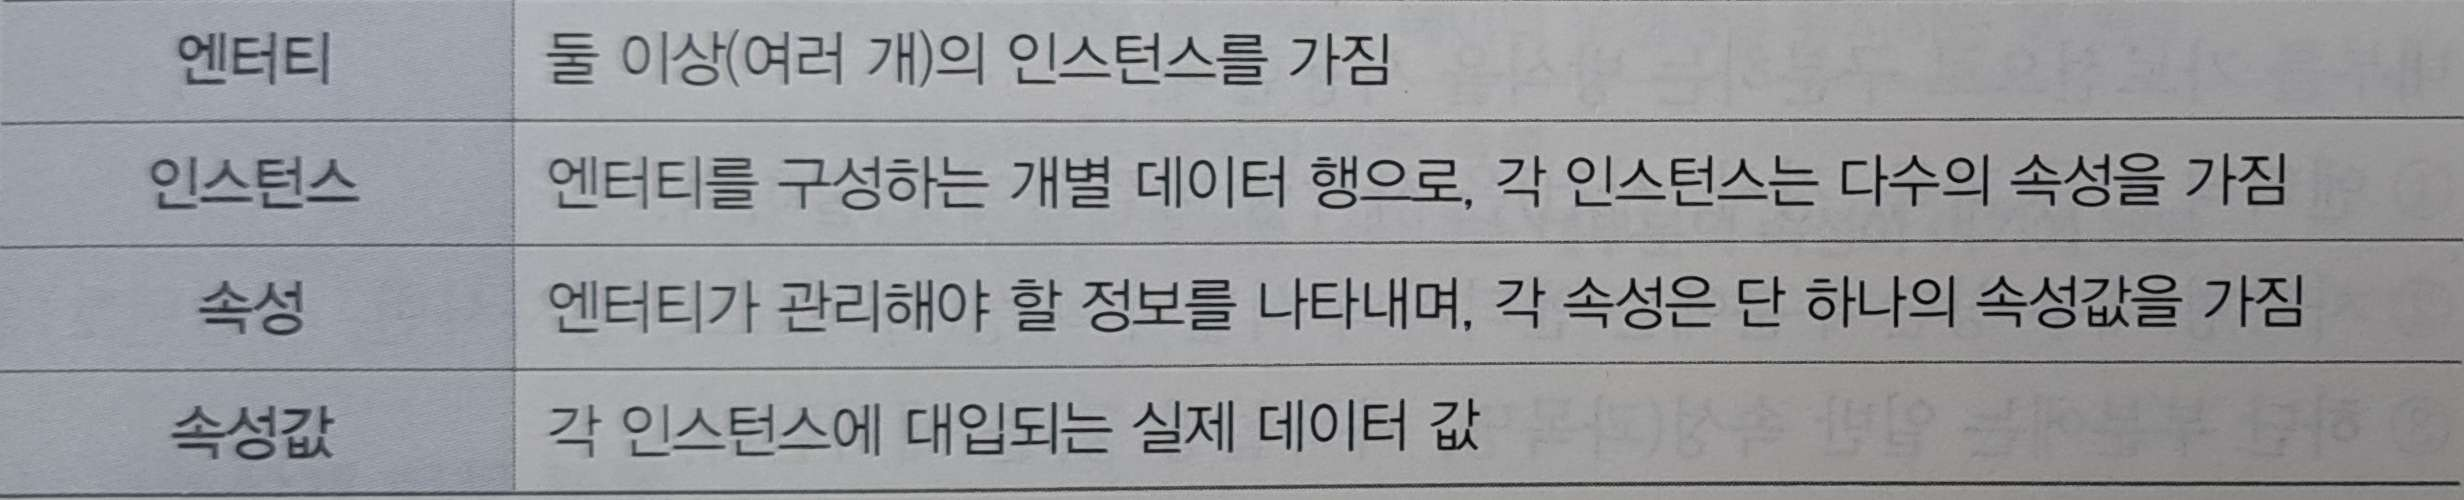 엔터티 둘 이상(여러 개)의 인스턴스를 가짐
인스턴스 엔터티를 구성하는 개별 데이터 행으로, 각 인스턴스는 다수의 속성을 가짐
속성 엔터티가 관리해야 할 정보를 나타내며, 각 속성은 단 하나의 속성값을 가짐
속성값 각 인스턴스에 대입되는 실제 데이터 값